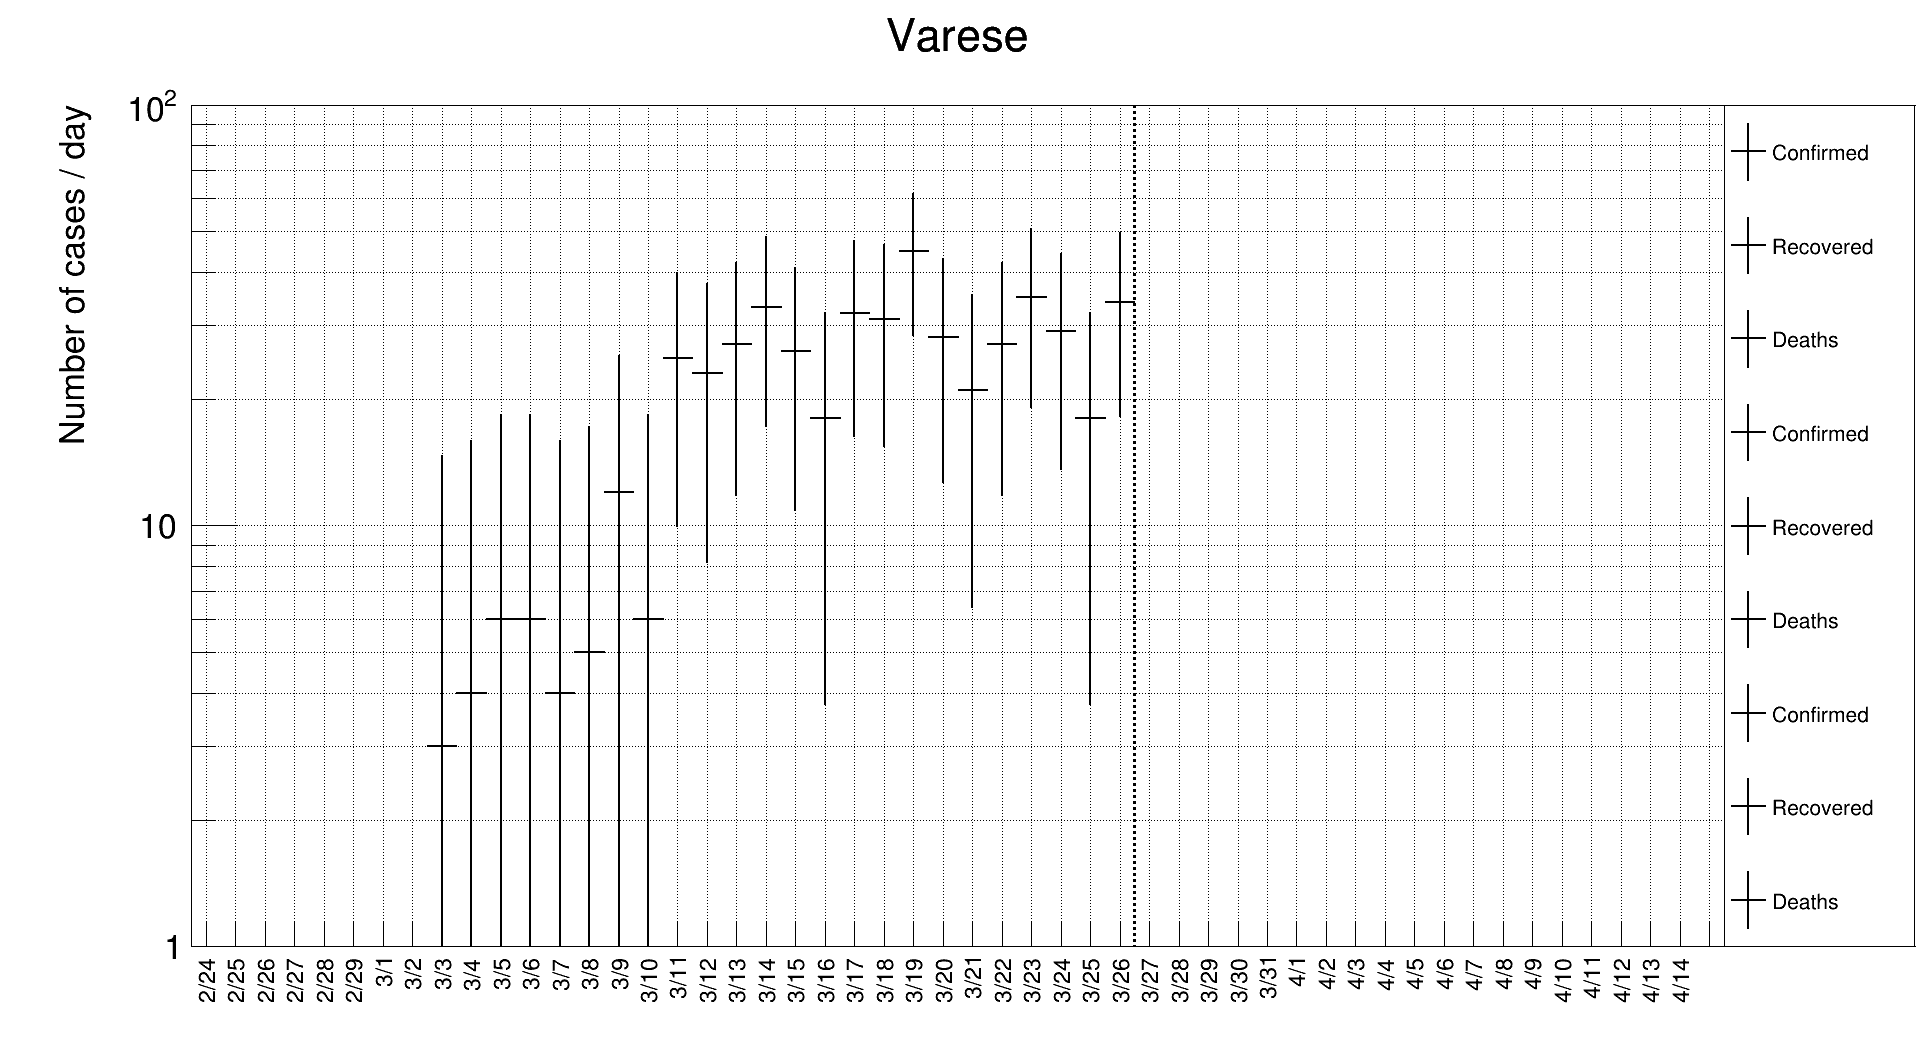 Varese
Number of cases / day
10²
10
1
2/24 2/25 2/26 2/27 2/28 2/29 3/1 3/2 3/3 3/4 3/5 3/6 3/7 3/8 3/9 3/10 3/11 3/12 3/13 3/14 3/15 3/16 3/17 3/18 3/19 3/20 3/21 3/22 3/23 3/24 3/25 3/26 3/27 3/28 3/29 3/30 3/31 4/1 4/2 4/3 4/4 4/5 4/6 4/7 4/8 4/9 4/10 4/11 4/12 4/13 4/14
Confirmed
Recovered
Deaths
Confirmed
Recovered
Deaths
Confirmed
Recovered
Deaths